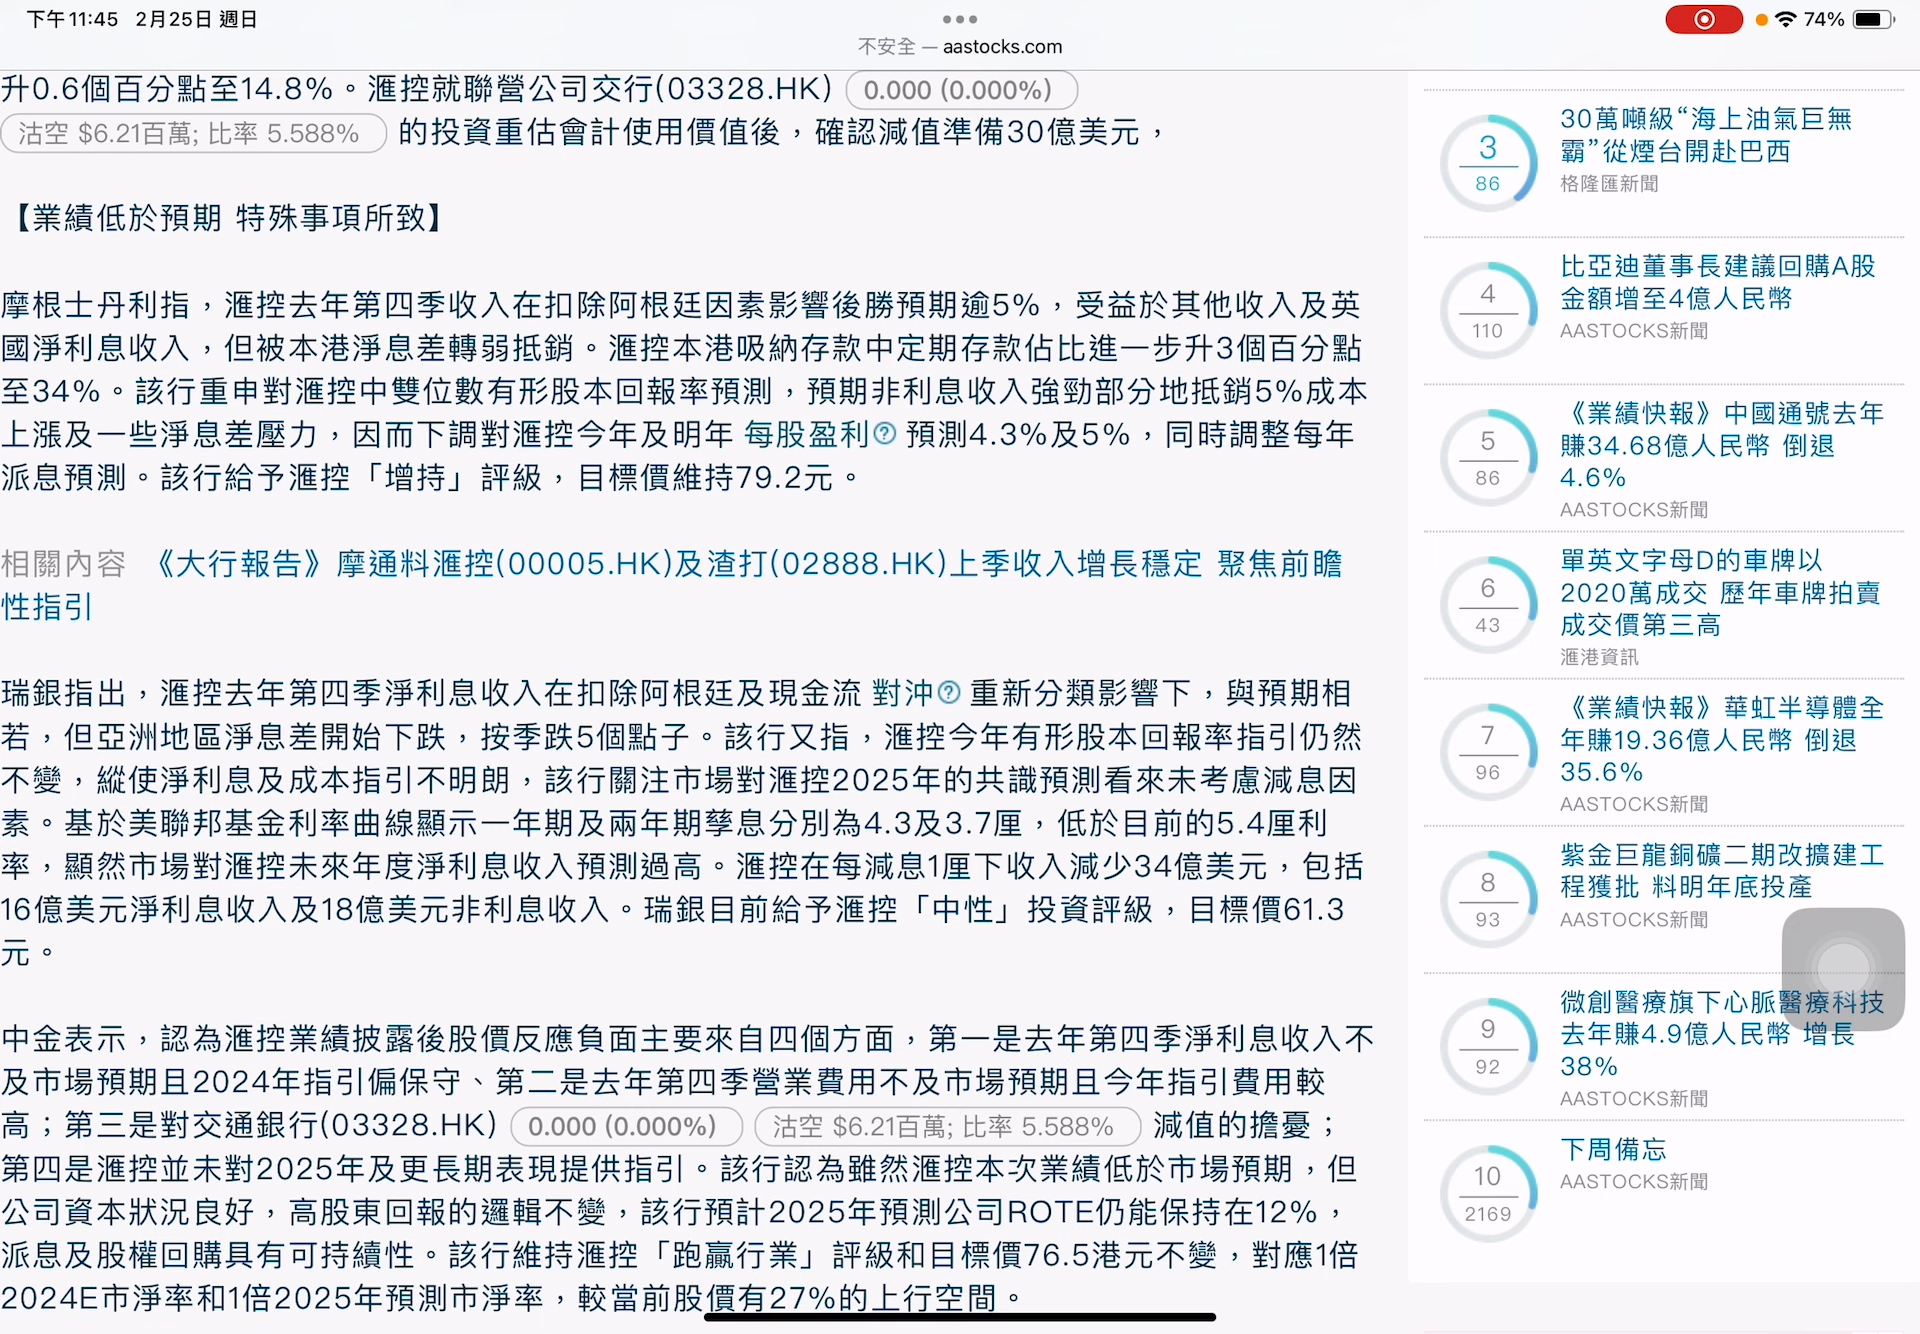 下午11:45 2月25日 週日
74%
不安全 — aastocks.com
升0.6個百分點至14.8%。滙控就聯營公司交行(03328.HK) 0.000 (0.000%)
沽空 $6.21百萬; 比率 5.588% 的投資重估會計使用價值後，確認減值準備30億美元，
【業績低於預期 特殊事項所致】
摩根士丹利指，滙控去年第四季收入在扣除阿根廷因素影響後勝預期逾5%，受益於其他收入及英
國淨利息收入，但被本港淨息差轉弱抵銷。滙控本港吸納存款中定期存款佔比進一步升3個百分點
至34%。該行重申對滙控中雙位數有形股本回報率預測，預期非利息收入強勁部分地抵銷5%成本
上漲及一些淨息差壓力，因而下調對滙控今年及明年 每股盈利? 預測4.3%及5%，同時調整每年
派息預測。該行給予滙控「增持」評級，目標價維持79.2元。
相關內容 《大行報告》摩通料滙控(00005.HK)及渣打(02888.HK)上季收入增長穩定 聚焦前瞻
性指引
瑞銀指出，滙控去年第四季淨利息收入在扣除阿根廷及現金流 對沖? 重新分類影響下，與預期相
若，但亞洲地區淨息差開始下跌，按季跌5個點子。該行又指，滙控今年有形股本回報率指引仍然
不變，縱使淨利息及成本指引不明朗，該行關注市場對滙控2025年的共識預測看來未考慮減息因
素。基於美聯邦基金利率曲線顯示一年期及兩年期孳息分別為4.3及3.7厘，低於目前的5.4厘利
率，顯然市場對滙控未來年度淨利息收入預測過高。滙控在每減息1厘下收入減少34億美元，包括
16億美元淨利息收入及18億美元非利息收入。瑞銀目前給予滙控「中性」投資評級，目標價61.3
元。
中金表示，認為滙控業績披露後股價反應負面主要來自四個方面，第一是去年第四季淨利息收入不
及市場預期且2024年指引偏保守、第二是去年第四季營業費用不及市場預期且今年指引費用較
高；第三是對交通銀行(03328.HK) 0.000 (0.000%) 沽空 $6.21百萬; 比率 5.588% 減值的擔憂；
第四是滙控並未對2025年及更長期表現提供指引。該行認為雖然滙控本次業績低於市場預期，但
公司資本狀況良好，高股東回報的邏輯不變，該行預計2025年預測公司ROTE仍能保持在12%，
派息及股權回購具有可持續性。該行維持滙控「跑贏行業」評級和目標價76.5港元不變，對應1倍
2024E市淨率和1倍2025年預測市淨率，較當前股價有27%的上行空間。
3
86
30萬噸級“海上油氣巨無
霸”從煙台開赴巴西
格隆匯新聞
4
110
比亞迪董事長建議回購A股
金額增至4億人民幣
AASTOCKS新聞
5
86
《業績快報》中國通號去年
賺34.68億人民幣 倒退
4.6%
AASTOCKS新聞
6
43
單英文字母D的車牌以
2020萬成交 歷年車牌拍賣
成交價第三高
滙港資訊
7
96
《業績快報》華虹半導體全
年賺19.36億人民幣 倒退
35.6%
AASTOCKS新聞
8
93
紫金巨龍銅礦二期改擴建工
程獲批 料明年底投產
AASTOCKS新聞
9
92
微創醫療旗下心脈醫療科技
去年賺4.9億人民幣 增長
38%
AASTOCKS新聞
10
2169
下周備忘
AASTOCKS新聞